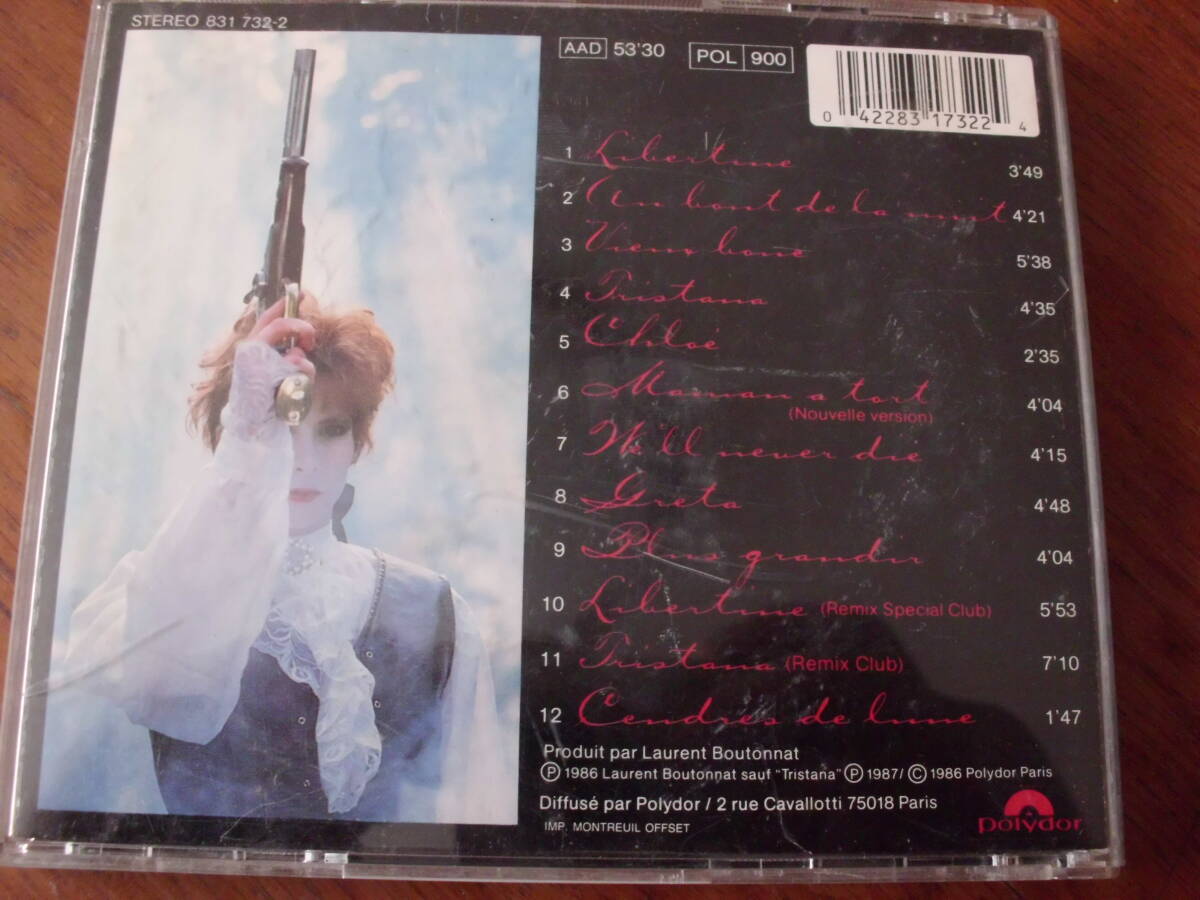 STEREO 831 732-2
AAD 53'30 POL 900
0 42283 17322 4
1 Libertine 3'49
2 Au bout de la nuit 4'21
3 Vieux bouc 5'38
4 Tristana 4'35
5 Chloé 2'35
6 Maman a tort 4'04
(Nouvelle version)
7 We'll never die 4'15
8 Greta 4'48
9 Plus grandir 4'04
10 Libertine (Remix Special Club) 5'53
11 Tristana (Remix Club) 7'10
12 Cendres de lune 1'47
Produit par Laurent Boutonnat
Ⓟ 1986 Laurent Boutonnat sauf "Tristana" Ⓟ 1987/ © 1986 Polydor Paris
Diffusé par Polydor / 2 rue Cavallotti 75018 Paris
IMP. MONTREUIL OFFSET
polydor